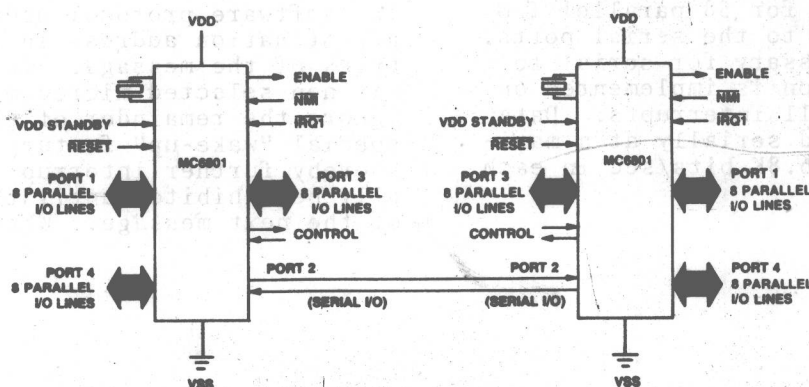 VDD
ENABLE
NMI
IRQ1
VDD STANDBY
RESET
MC6801
PORT 1
8 PARALLEL
I/O LINES
PORT 3
8 PARALLEL
I/O LINES
CONTROL
PORT 4
8 PARALLEL
I/O LINES
PORT 2
(SERIAL I/O)
VSS
VDD
ENABLE
NMI
IRQ1
VDD STANDBY
RESET
MC6801
PORT 3
8 PARALLEL
I/O LINES
PORT 1
8 PARALLEL
I/O LINES
CONTROL
PORT 2
(SERIAL I/O)
PORT 4
8 PARALLEL
I/O LINES
VSS